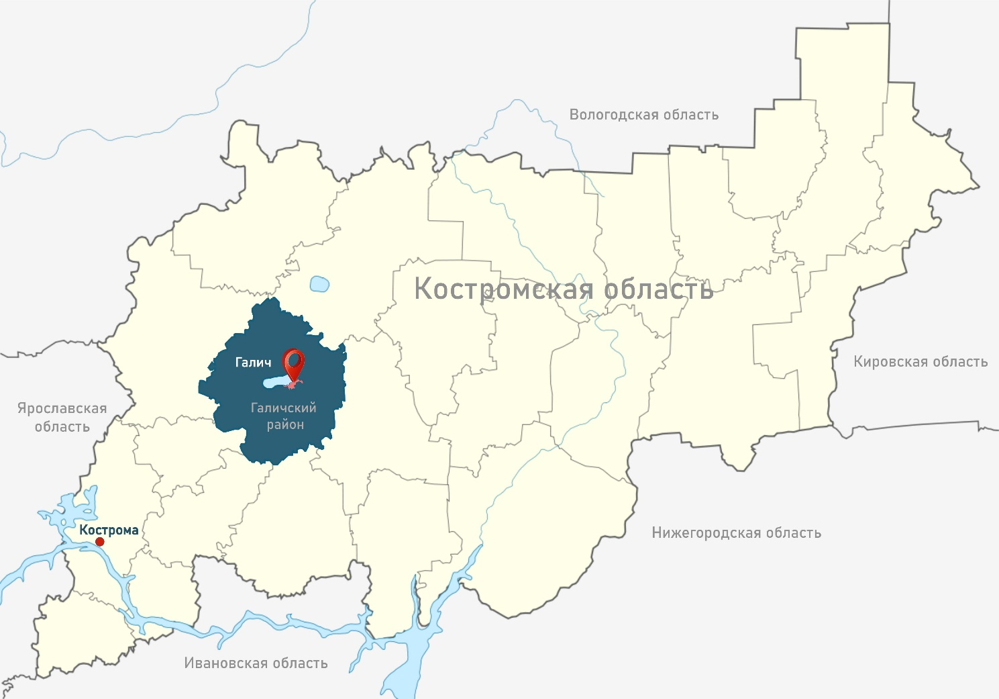 Вологодская область
Костромская область
Галич
Кировская область
Галичский
район
Ярославская
область
Кострома
Нижегородская область
Ивановская область